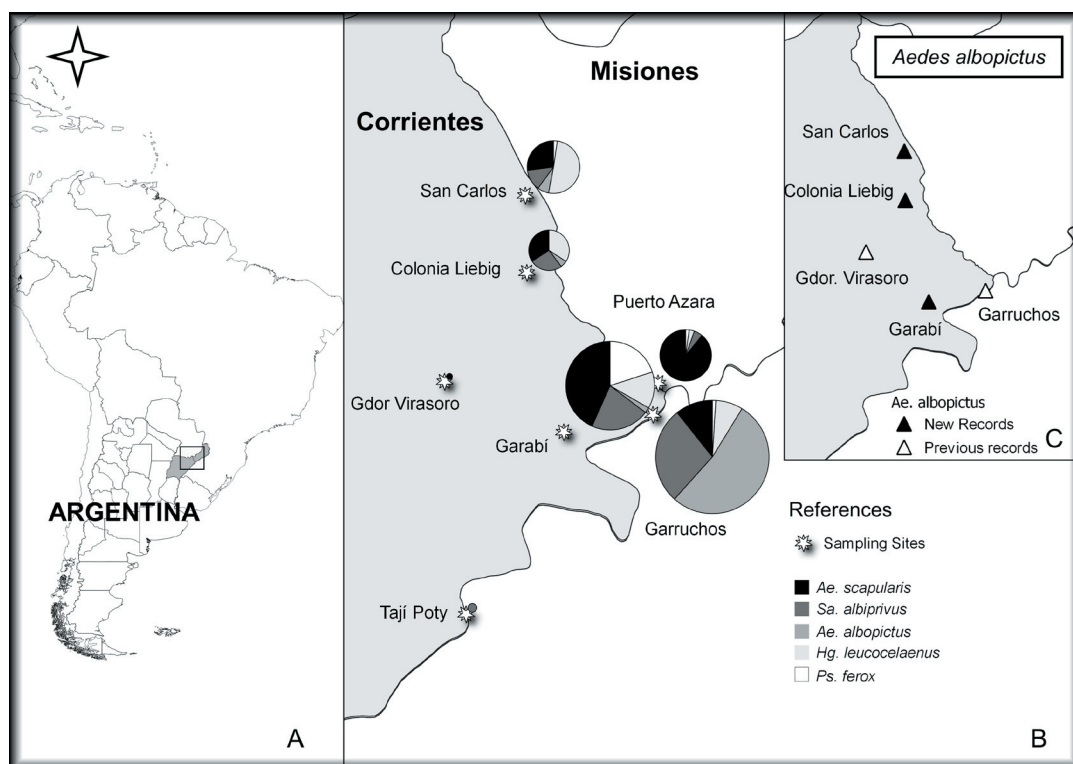 ARGENTINA
A
Misiones
Corrientes
San Carlos
Colonia Liebig
Puerto Azara
Gdor Virasoro
Garabí
Garruchos
Tají Poty
References
Sampling Sites
Ae. scapularis
Sa. albiprivus
Ae. albopictus
Hg. leucocelaenus
Ps. ferox
B
Aedes albopictus
San Carlos
Colonia Liebig
Gdor. Virasoro
Garruchos
Garabí
Ae. albopictus
New Records
Previous records
C